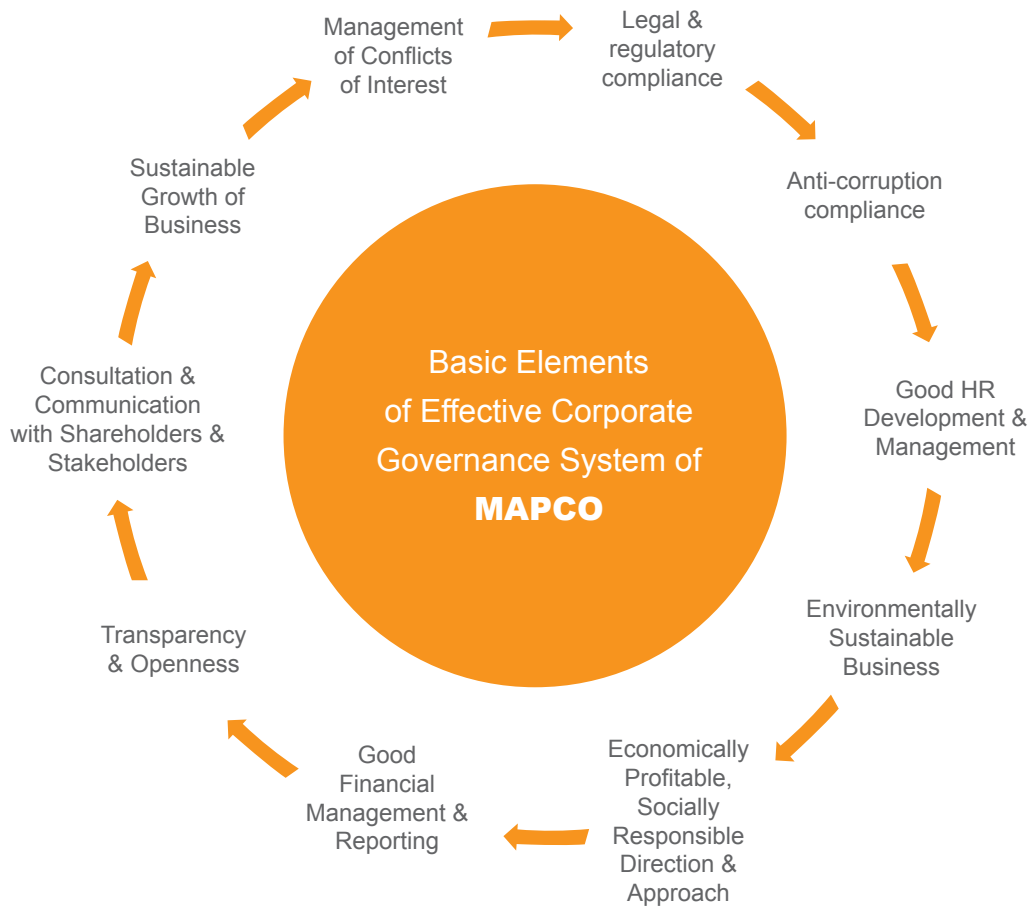 Management
of Conflicts
of Interest
Legal &
regulatory
compliance
Anti-corruption
compliance
Good HR
Development &
Management
Environmentally
Sustainable
Business
Economically
Profitable,
Socially
Responsible
Direction &
Approach
Good
Financial
Management &
Reporting
Transparency
& Openness
Consultation &
Communication
with Shareholders &
Stakeholders
Sustainable
Growth of
Business
Basic Elements
of Effective Corporate
Governance System of
MAPCO